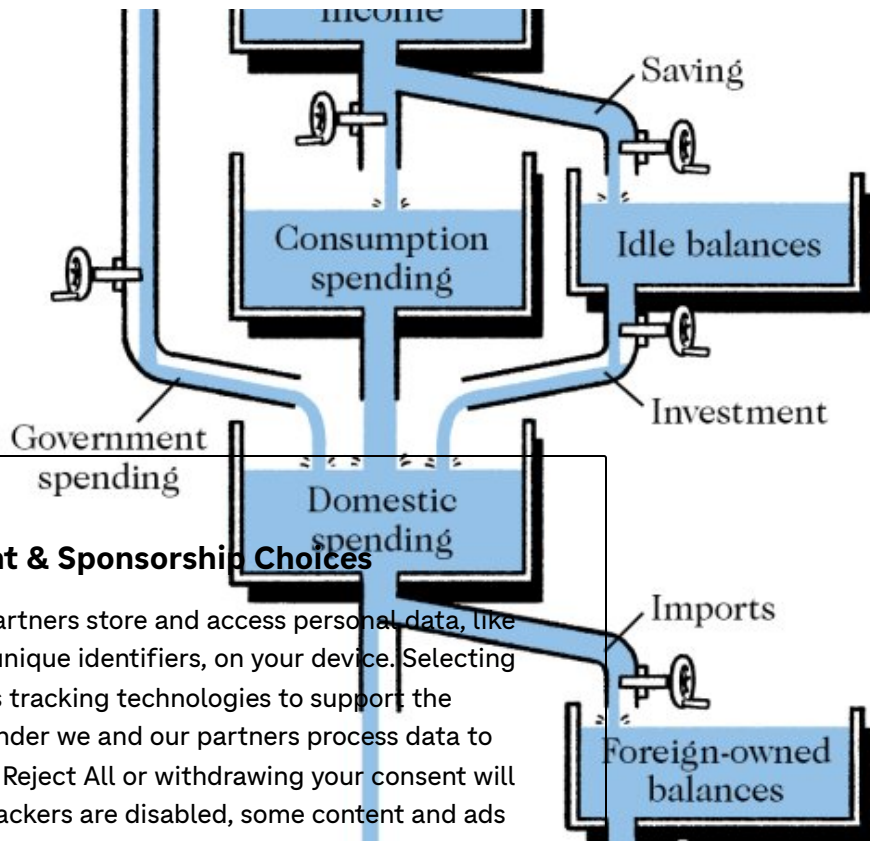 Income
Saving
Consumption
spending
Idle balances
Government
spending
Investment
Domestic
spending
nt & Sponsorship Choices
artners store and access personal data, like
unique identifiers, on your device. Selecting
s tracking technologies to support the
nder we and our partners process data to
Reject All or withdrawing your consent will
ackers are disabled, some content and ads
Imports
Foreign-owned
balances